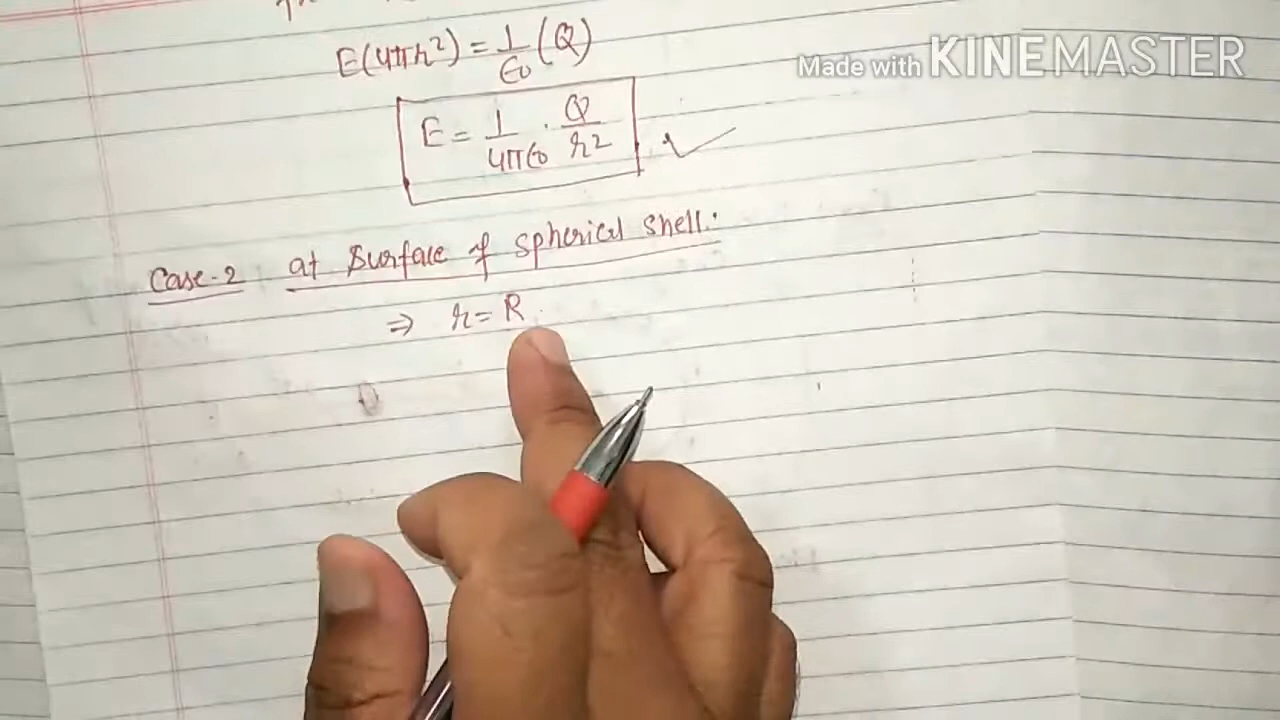 E(4πr²) = 1/ε0 (Q)
Made with KINEMASTER
E = 1/4πε0 · Q/r²
Case-2 at Surface of Spherical Shell:
⇒ r = R